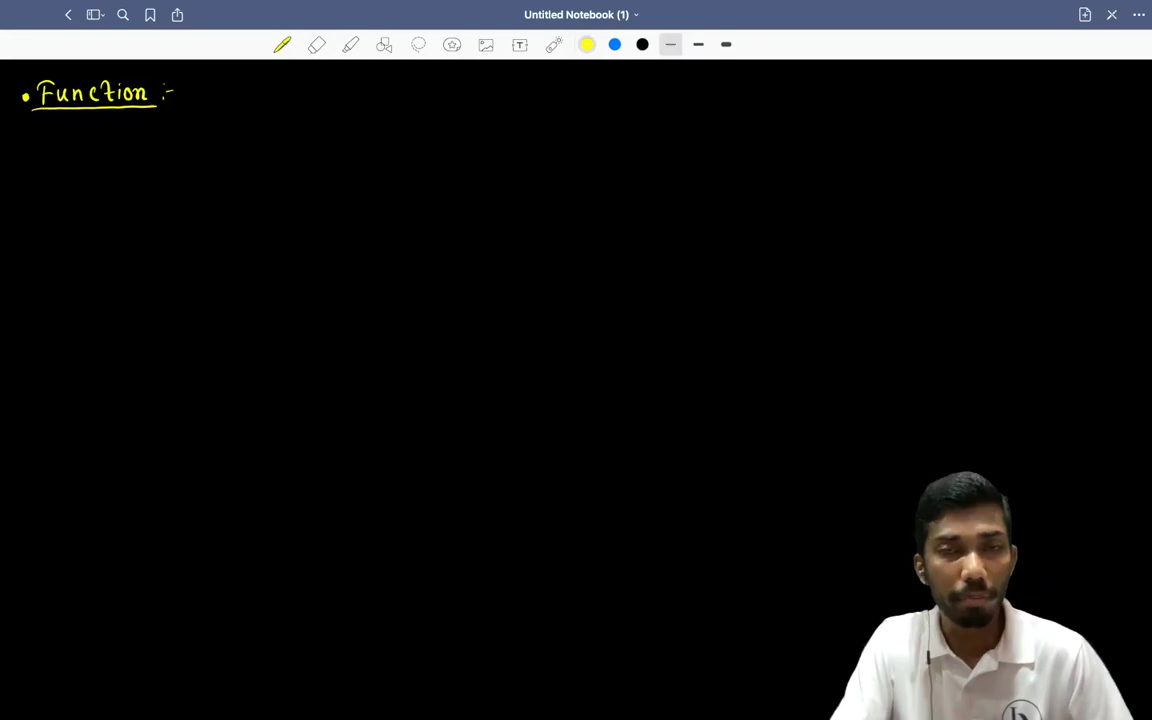 Untitled Notebook (1)
• Function :-